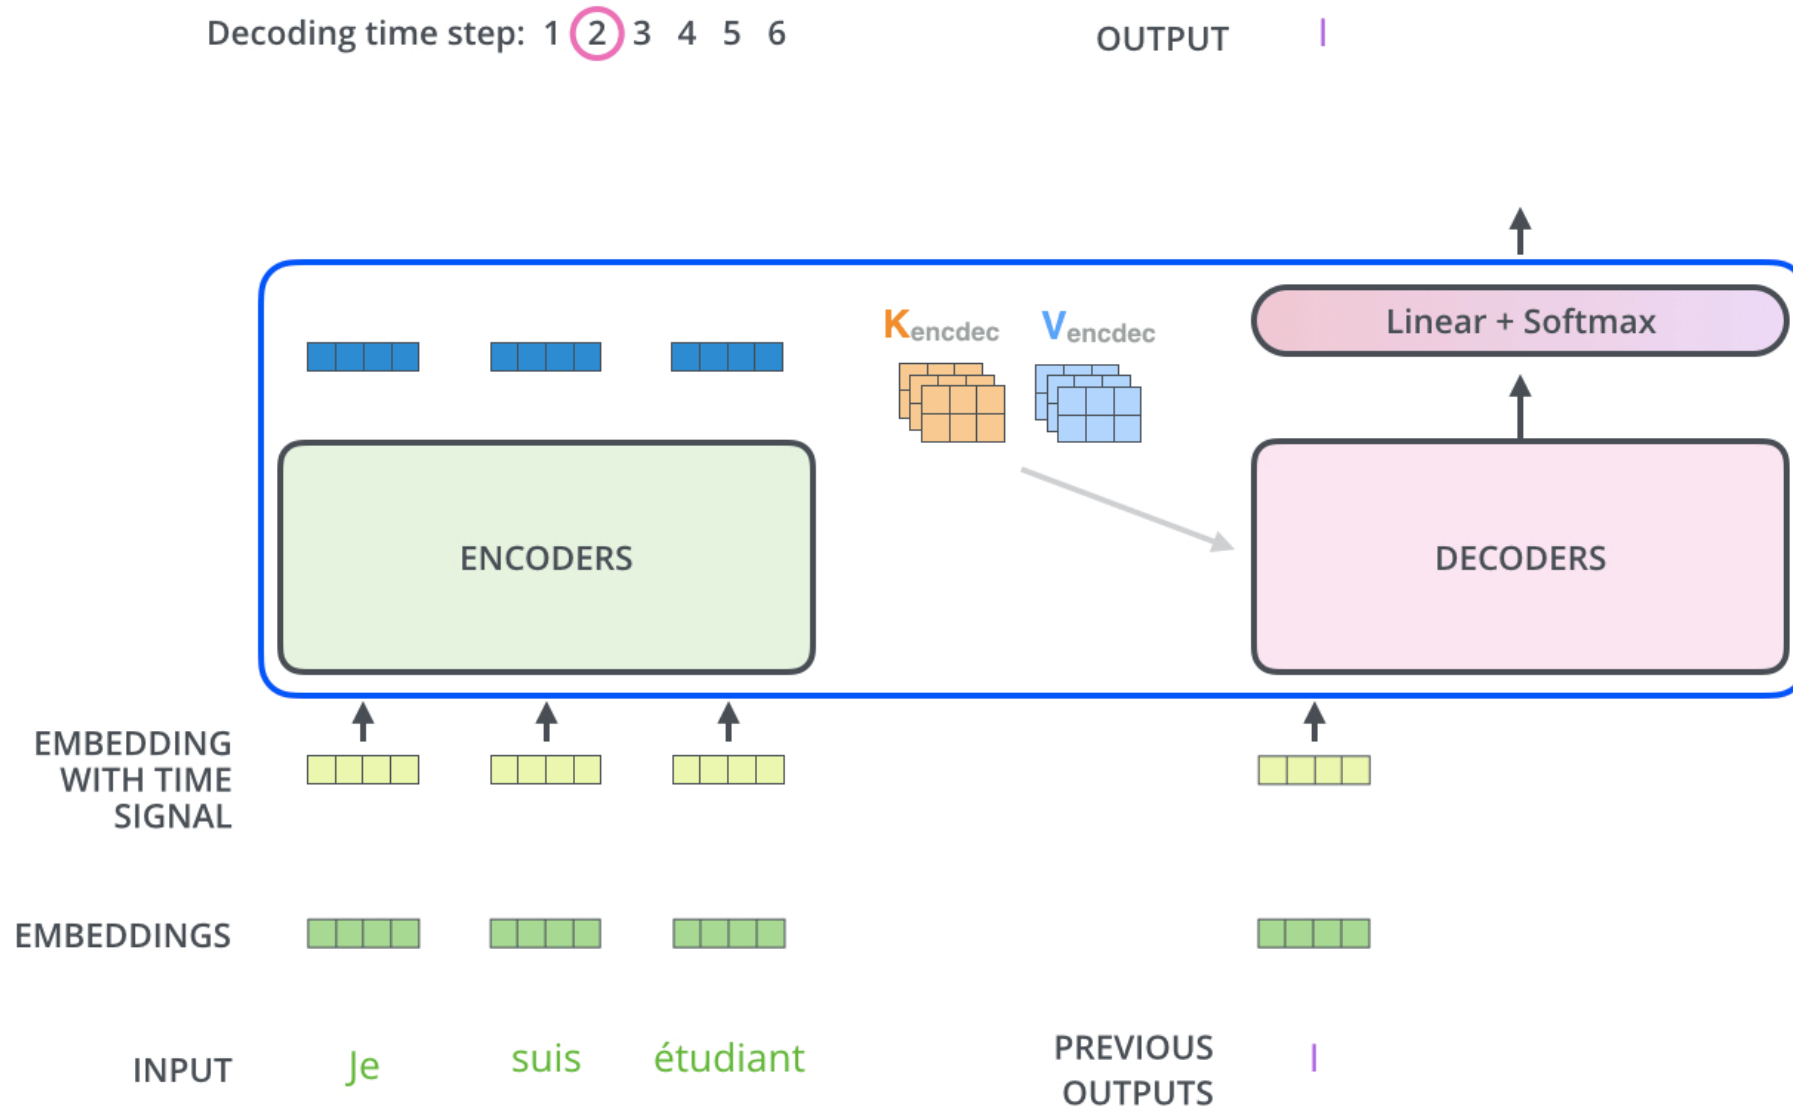 Decoding time step: 1 2 3 4 5 6
OUTPUT I
Kencdec Vencdec
Linear + Softmax
ENCODERS
DECODERS
EMBEDDING
WITH TIME
SIGNAL
EMBEDDINGS
INPUT Je suis étudiant
PREVIOUS
OUTPUTS
I